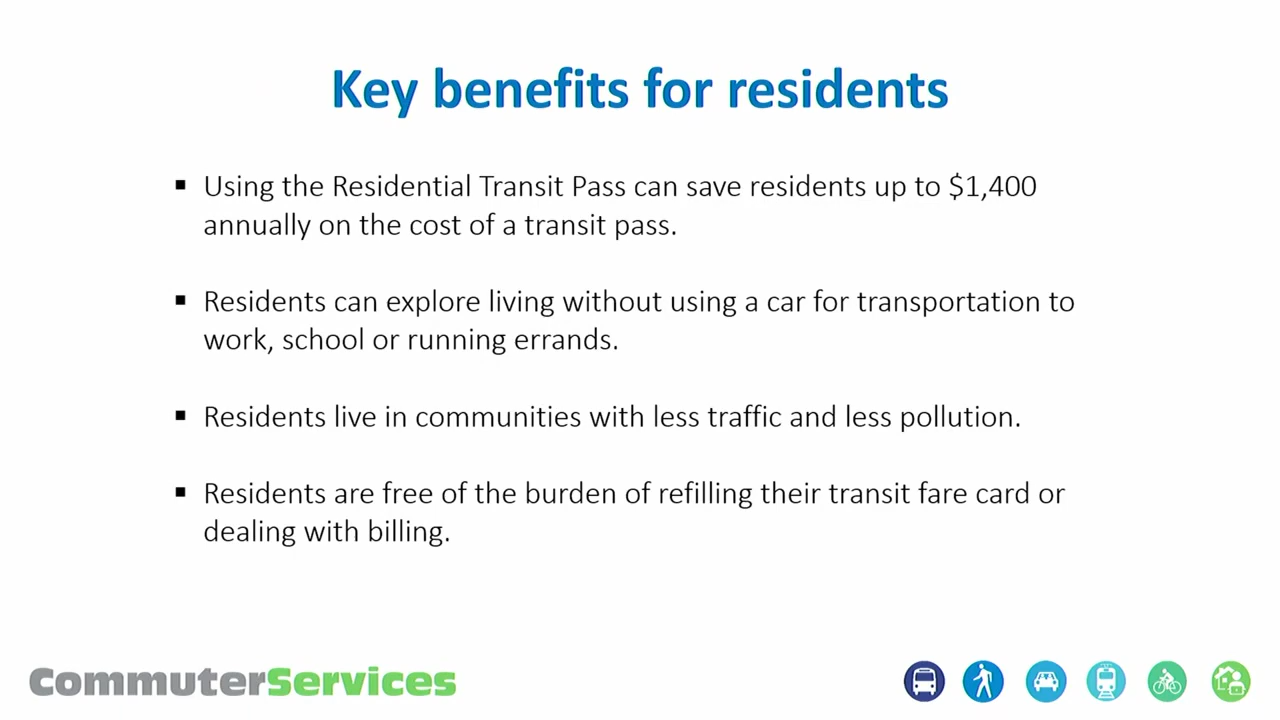 Key benefits for residents
▪ Using the Residential Transit Pass can save residents up to $1,400
annually on the cost of a transit pass.
▪ Residents can explore living without using a car for transportation to
work, school or running errands.
▪ Residents live in communities with less traffic and less pollution.
▪ Residents are free of the burden of refilling their transit fare card or
dealing with billing.
CommuterServices